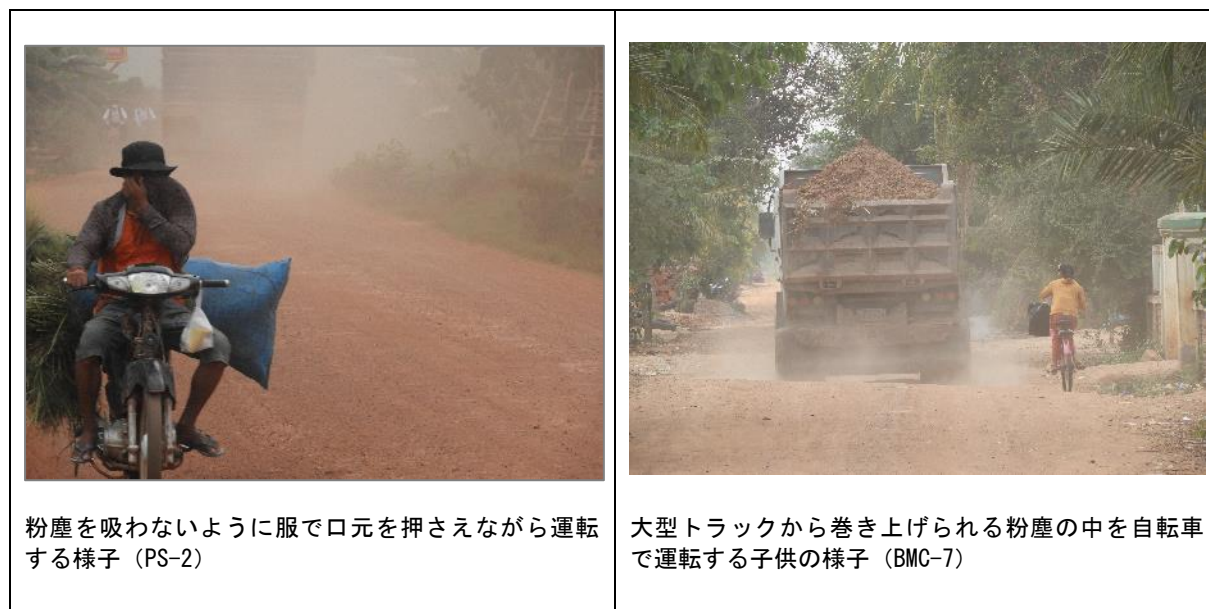 粉塵を吸わないように服で口元を押さえながら運転
する様子（PS-2）
大型トラックから巻き上げられる粉塵の中を自転車
で運転する子供の様子（BMC-7）